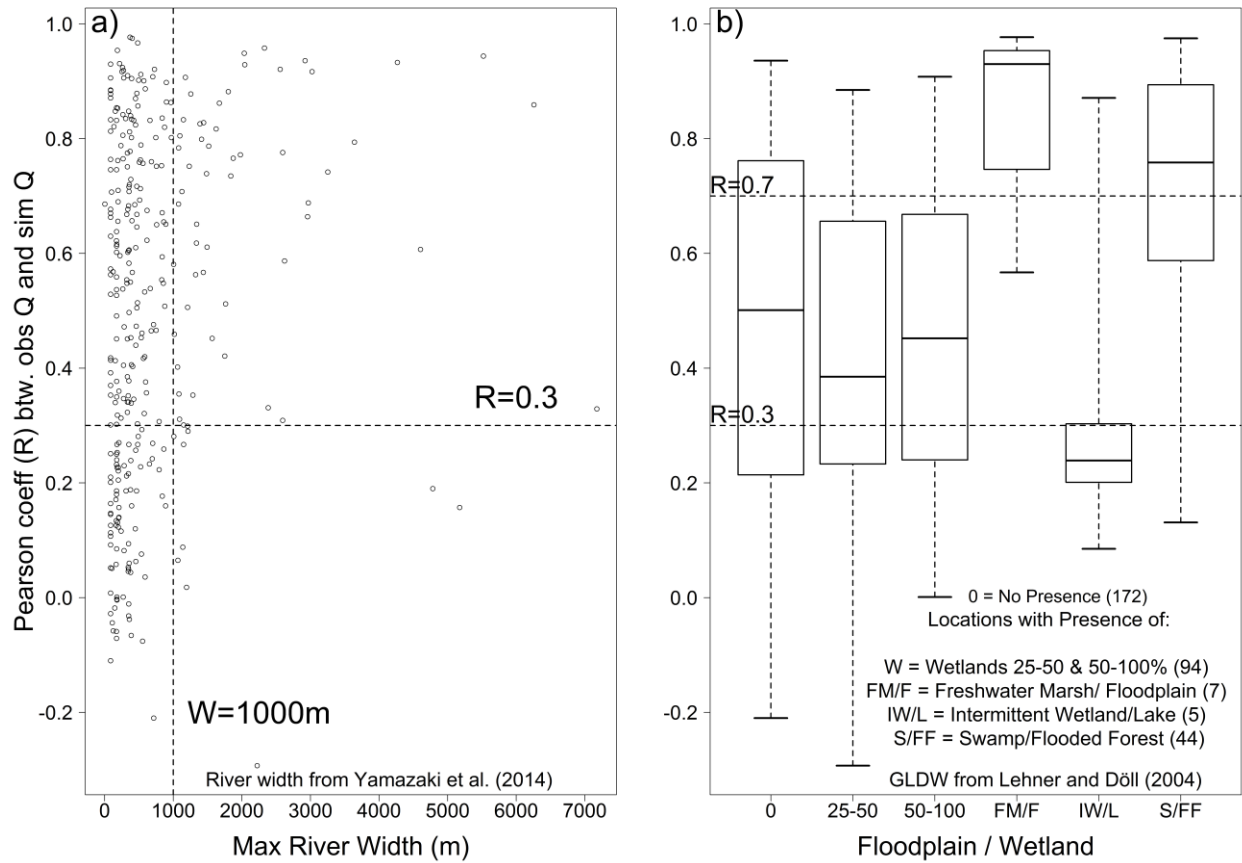 a)
Pearson coeff (R) btw. obs Q and sim Q
1.0
0.8
0.6
0.4
0.2
0.0
-0.2
R=0.3
W=1000m
River width from Yamazaki et al. (2014)
0 1000 2000 3000 4000 5000 6000 7000
Max River Width (m)
b)
1.0
0.8
0.6
0.4
0.2
0.0
-0.2
R=0.7
R=0.3
0 = No Presence (172)
Locations with Presence of:
W = Wetlands 25-50 & 50-100% (94)
FM/F = Freshwater Marsh/ Floodplain (7)
IW/L = Intermittent Wetland/Lake (5)
S/FF = Swamp/Flooded Forest (44)
GLDW from Lehner and Döll (2004)
0 25-50 50-100 FM/F IW/L S/FF
Floodplain / Wetland